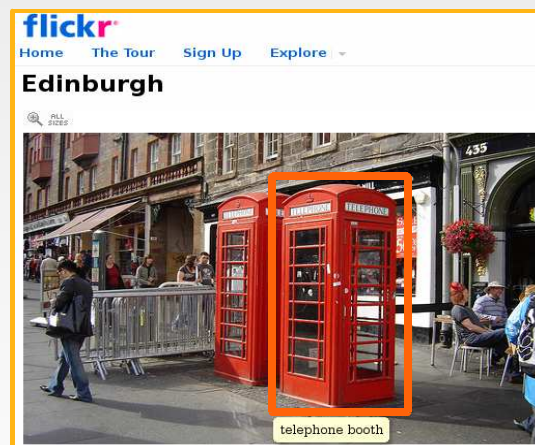 flickr
Home The Tour Sign Up Explore
Edinburgh
ALL SIZES
435
TELEPHONE TELEPHONE TELEPHONE
telephone booth